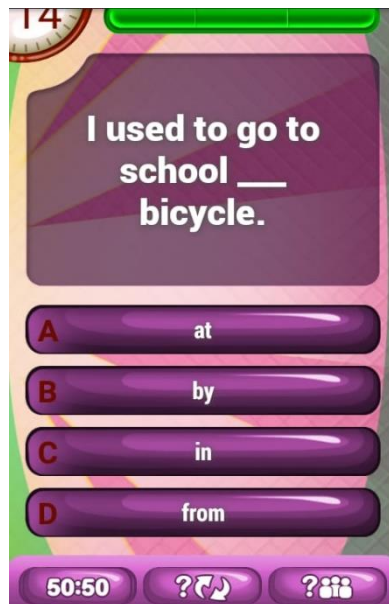 14
I used to go to
school ___
bicycle.
A at
B by
C in
D from
50:50 ? ?